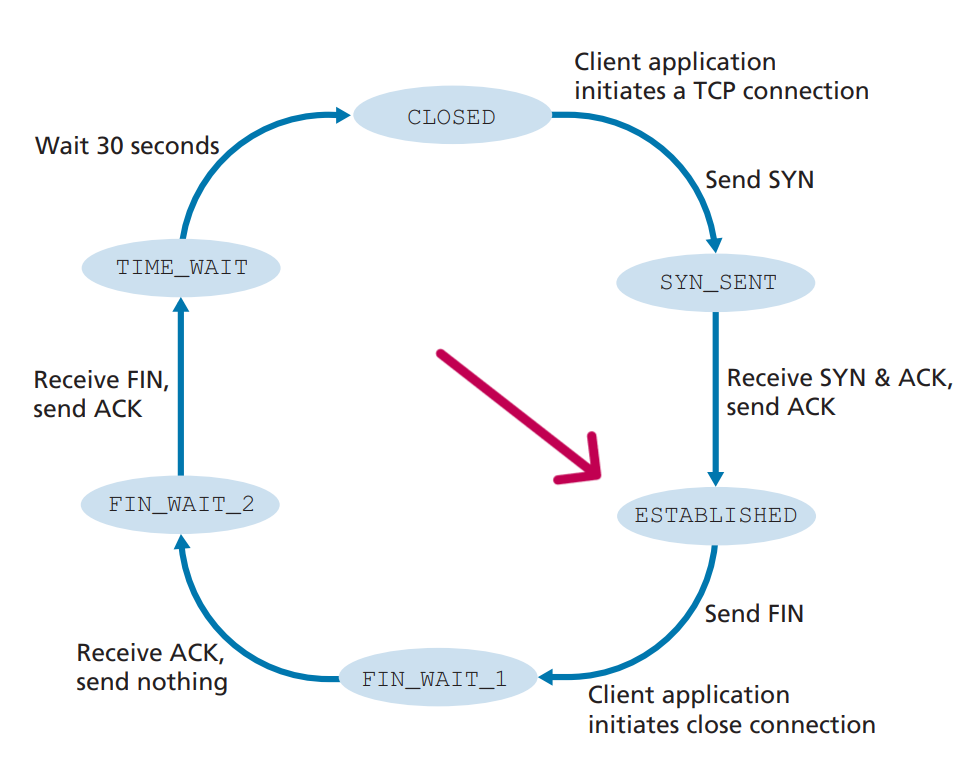 Client application
initiates a TCP connection
CLOSED
Wait 30 seconds
Send SYN
TIME_WAIT
SYN_SENT
Receive FIN,
send ACK
Receive SYN & ACK,
send ACK
FIN_WAIT_2
ESTABLISHED
Send FIN
Receive ACK,
send nothing
FIN_WAIT_1
Client application
initiates close connection